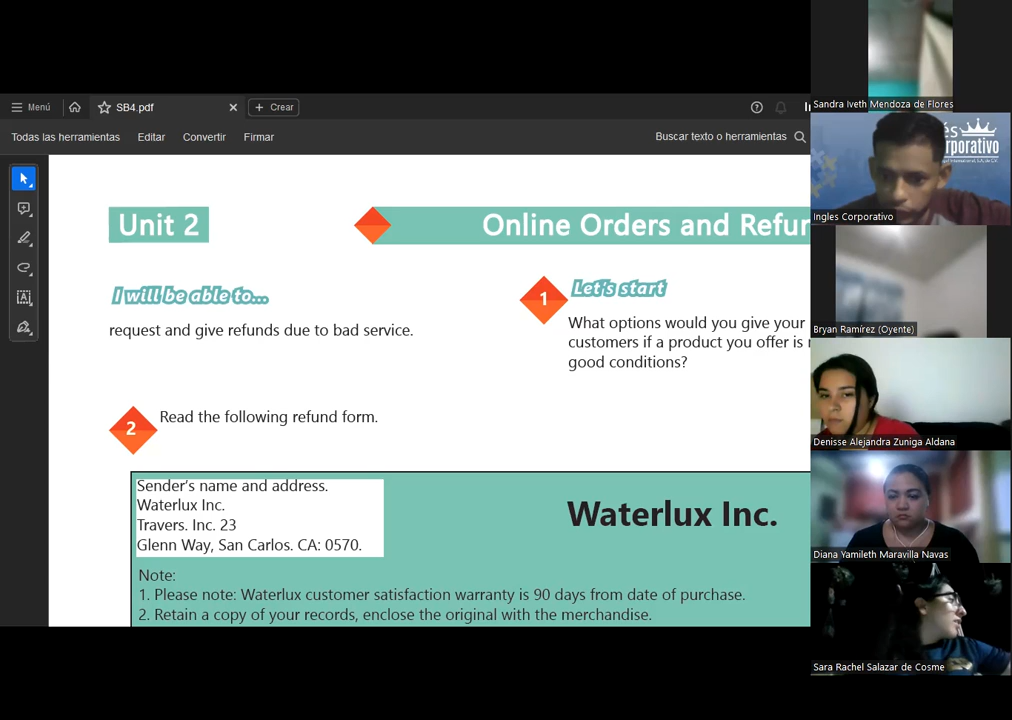 Menú
SB4.pdf
Crear
Todas las herramientas
Editar
Convertir
Firmar
Buscar texto o herramientas
Unit 2
Online Orders and Refun
I will be able to...
request and give refunds due to bad service.
1
Let's start
What options would you give your
customers if a product you offer is
good conditions?
2
Read the following refund form.
Sender's name and address.
Waterlux Inc.
Travers. Inc. 23
Glenn Way, San Carlos. CA: 0570.
Waterlux Inc.
Note:
1. Please note: Waterlux customer satisfaction warranty is 90 days from date of purchase.
2. Retain a copy of your records, enclose the original with the merchandise.
Sandra Iveth Mendoza de Flores
Ingles Corporativo
Bryan Ramírez (Oyente)
Denisse Alejandra Zuniga Aldana
Diana Yamileth Maravilla Navas
Sara Rachel Salazar de Cosme